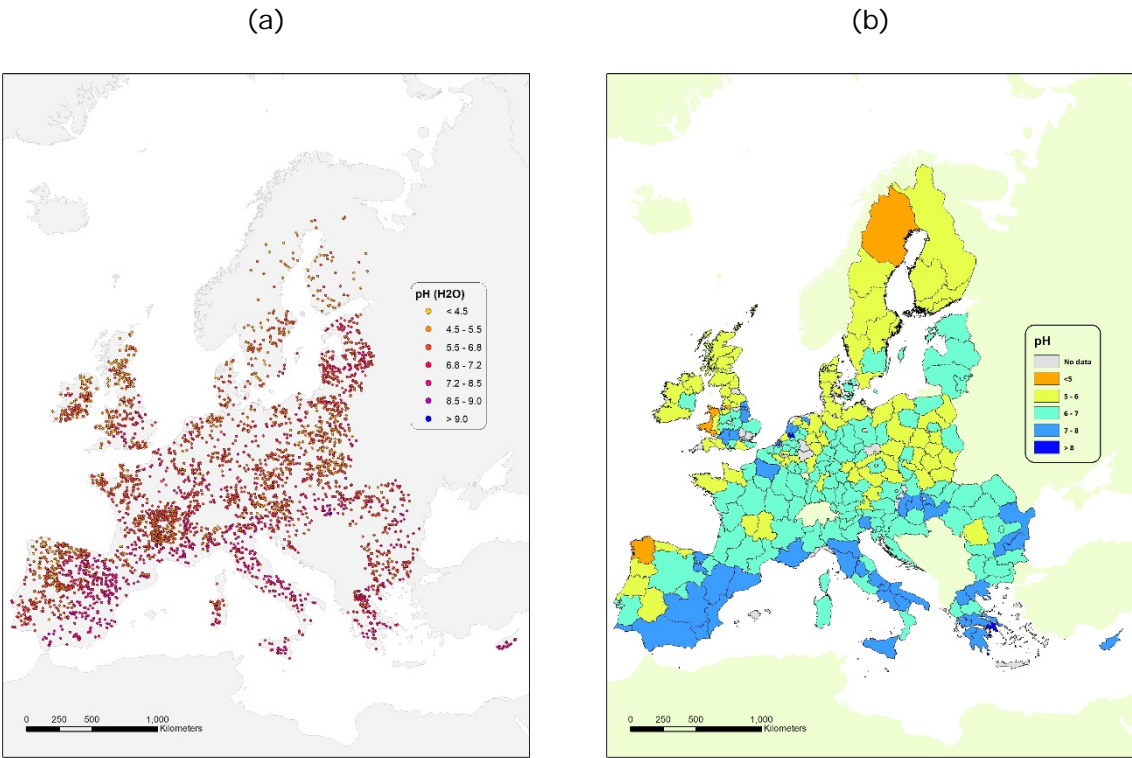 (a)
(b)
pH (H2O)
< 4.5
4.5 - 5.5
5.5 - 6.8
6.8 - 7.2
7.2 - 8.5
8.5 - 9.0
> 9.0
0 250 500 1,000
Kilometers
pH
No data
<5
5 - 6
6 - 7
7 - 8
> 8
0 250 500 1,000
Kilometers